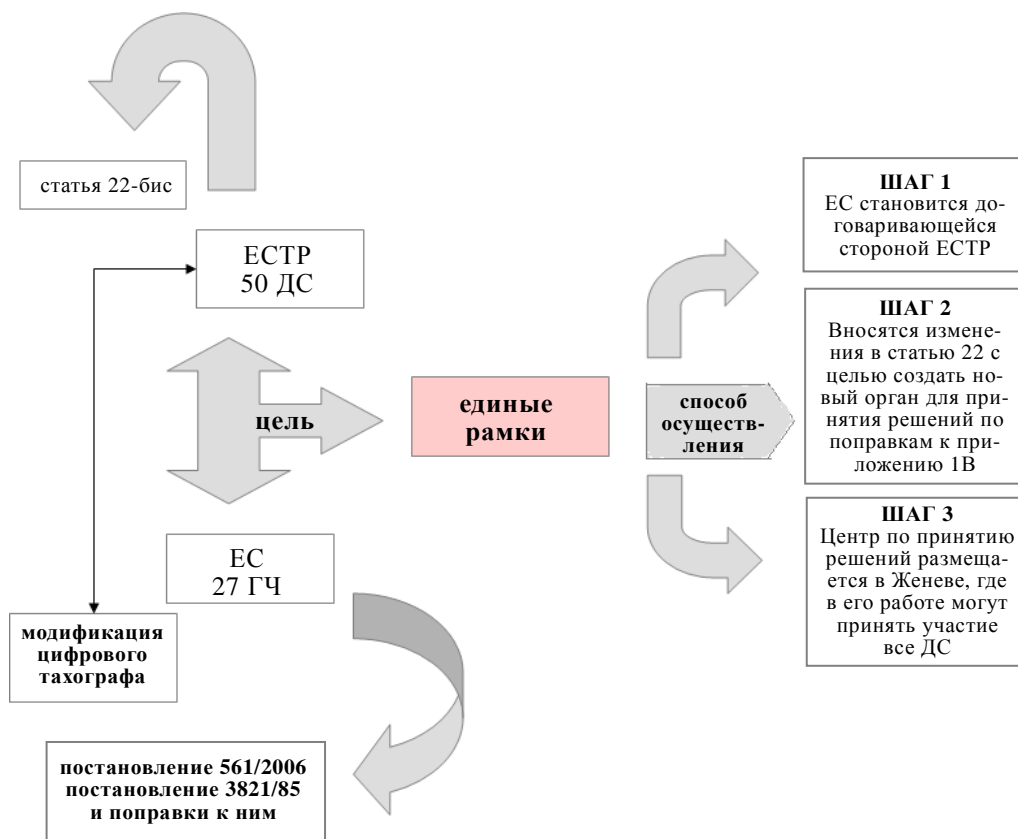 статья 22-бис
ЕСТР
50 ДС
цель
ЕС
27 ГЧ
модификация
цифрового
тахографа
постановление 561/2006
постановление 3821/85
и поправки к ним
единые
рамки
способ
осуществ-
ления
ШАГ 1
ЕС становится до-
говаривающейся
стороной ЕСТР
ШАГ 2
Вносятся измене-
ния в статью 22 с
целью создать но-
вый орган для при-
нятия решений по
поправкам к при-
ложению 1В
ШАГ 3
Центр по принятию
решений размеща-
ется в Женеве, где
в его работе могут
принять участие
все ДС